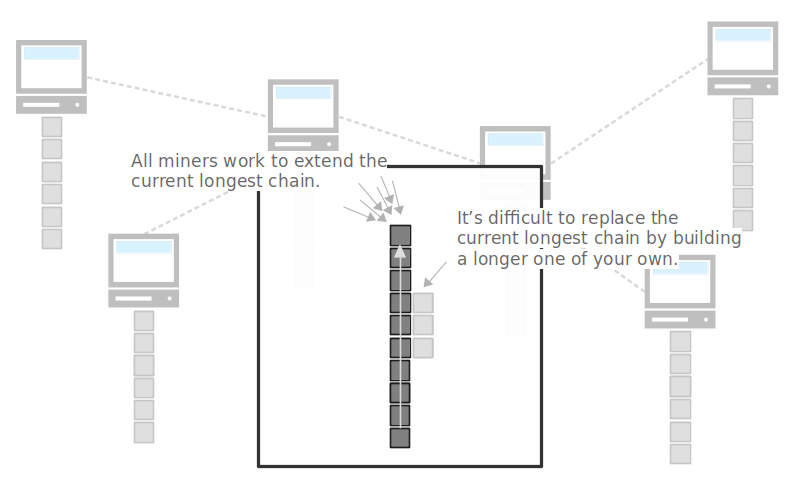 All miners work to extend the
current longest chain.
It’s difficult to replace the
current longest chain by building
a longer one of your own.